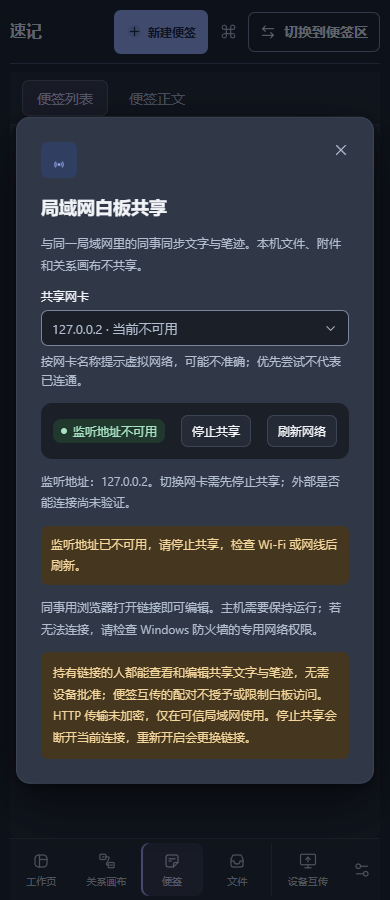 速记
新建便签
切换到便签区
便签列表
便签正文
局域网白板共享
与同一局域网里的同事同步文字与笔迹。本机文件、附件
和关系画布不共享。
共享网卡
127.0.0.2 · 当前不可用
按网卡名称提示虚拟网络，可能不准确；优先尝试不代表
已连通。
监听地址不可用
停止共享
刷新网络
监听地址：127.0.0.2。切换网卡需先停止共享；外部是否
能连接尚未验证。
监听地址已不可用，请停止共享，检查 Wi-Fi 或网线后
刷新。
同事用浏览器打开链接即可编辑。主机需要保持运行；若
无法连接，请检查 Windows 防火墙的专用网络权限。
持有链接的人都能查看和编辑共享文字与笔迹，无需
设备批准；便签互传的配对不授予或限制白板访问。
HTTP 传输未加密，仅在可信局域网使用。停止共享会
断开当前连接，重新开启会更换链接。
工作页
关系画布
便签
文件
设备互传